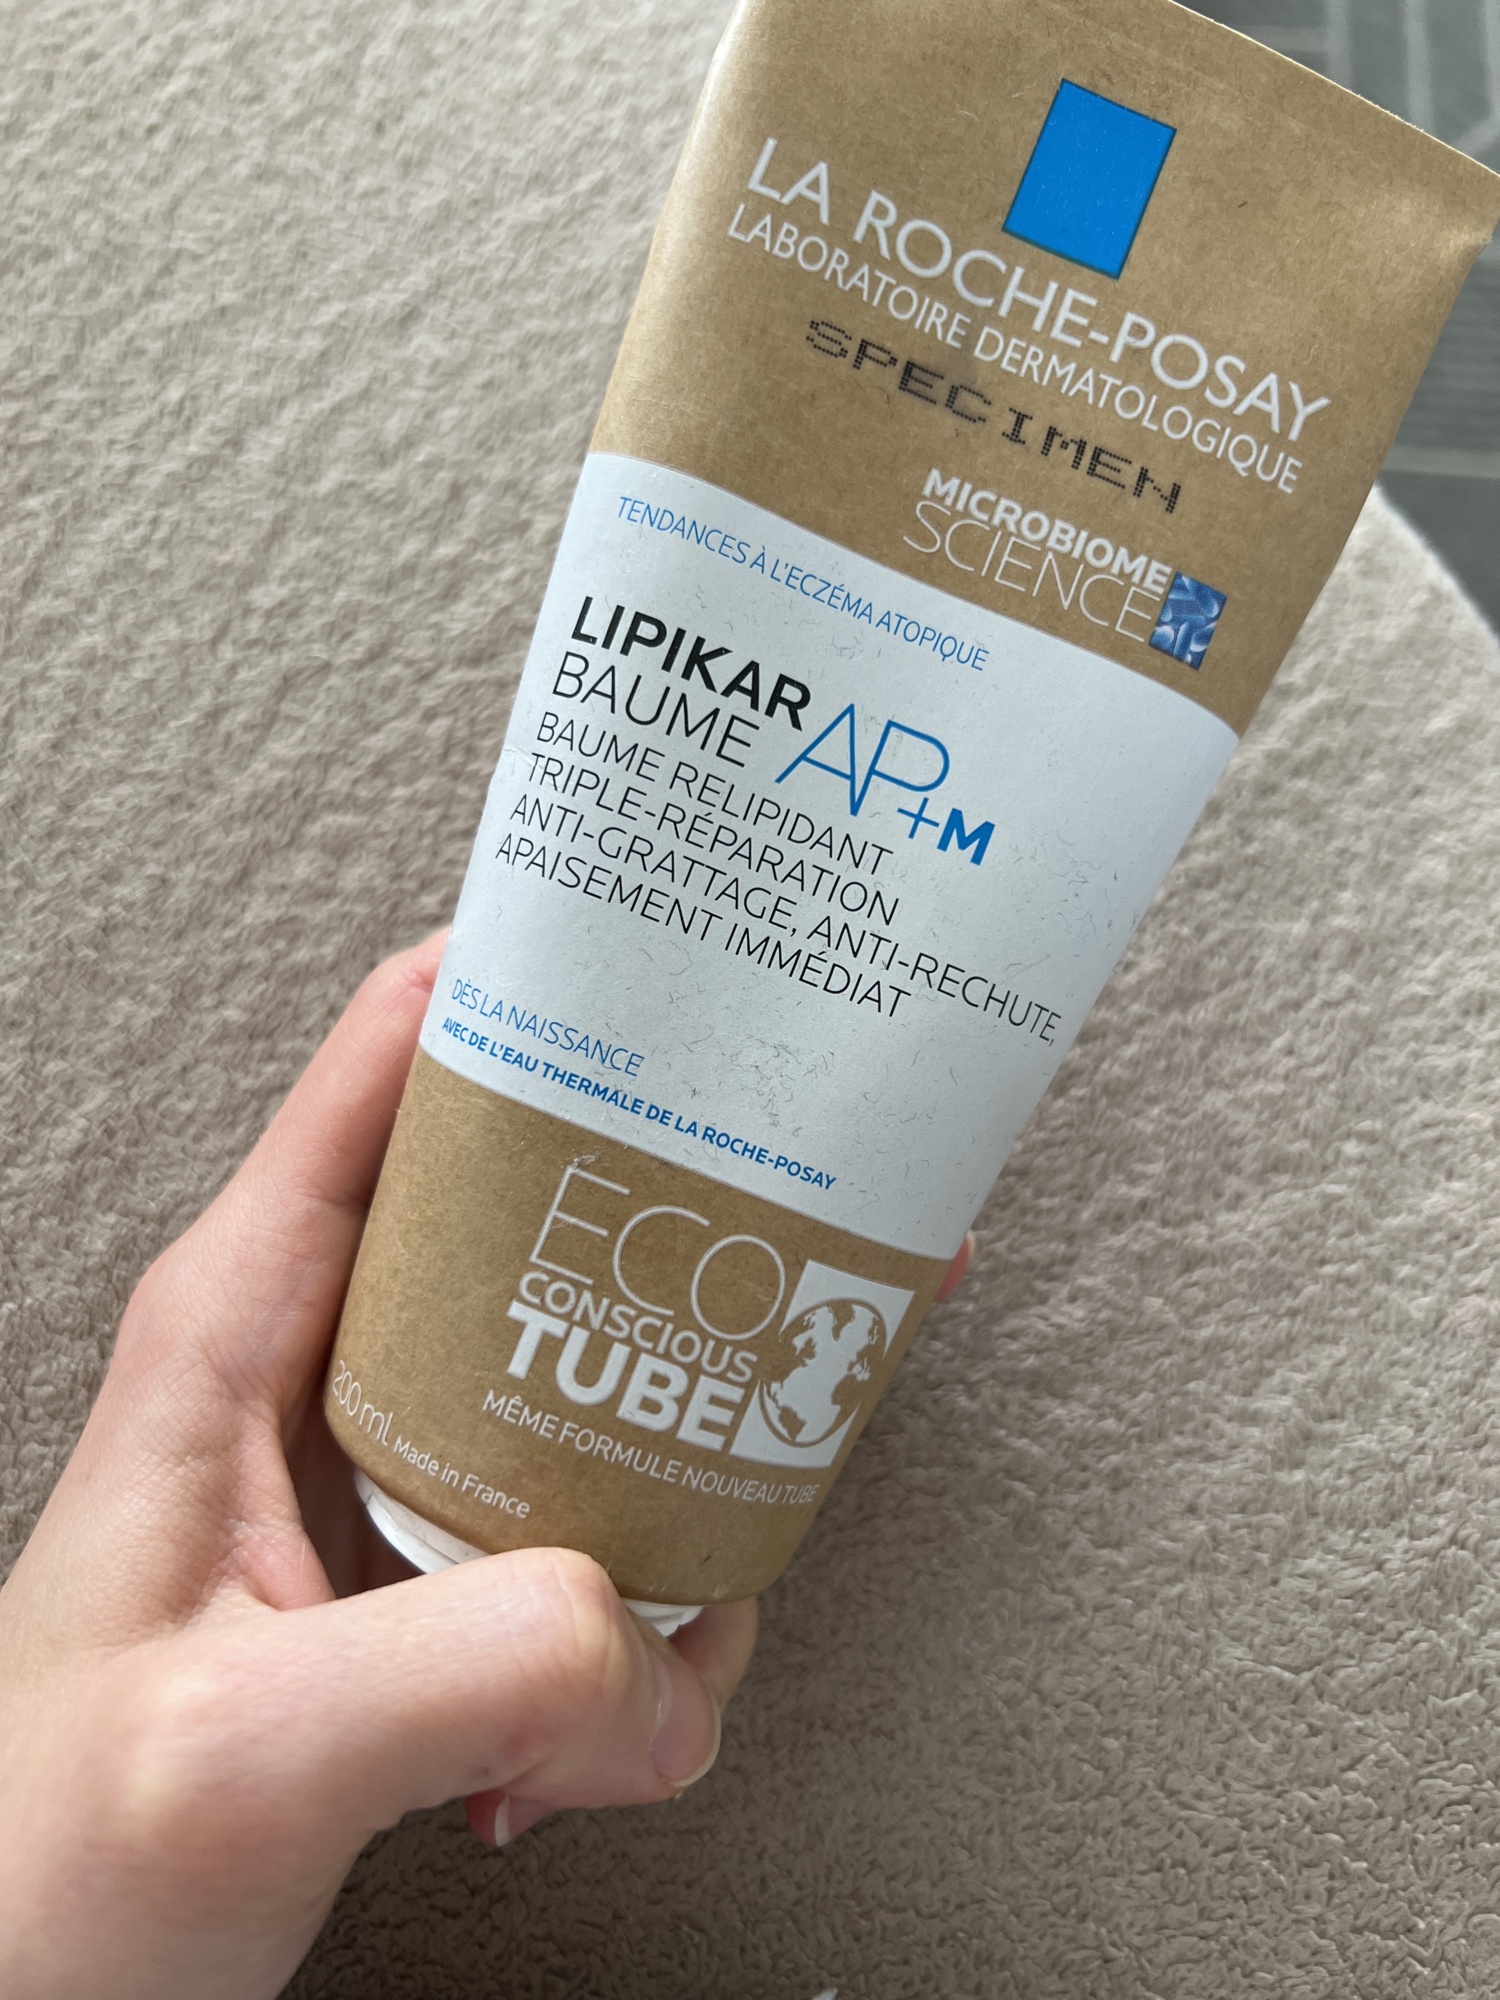 LA ROCHE-POSAY
LABORATOIRE DERMATOLOGIQUE
SPECIMEN
MICROBIOME
SCIENCE
TENDANCES À L'ECZÉMA ATOPIQUE
LIPIKAR
BAUME AP+M
BAUME RELIPIDANT
TRIPLE-RÉPARATION
ANTI-GRATTAGE, ANTI-RECHUTE,
APAISEMENT IMMÉDIAT
DÈS LA NAISSANCE
AVEC DE L'EAU THERMALE DE LA ROCHE-POSAY
ECO
CONSCIOUS
TUBE
MÊME FORMULE NOUVEAU TUBE
200 ml Made in France